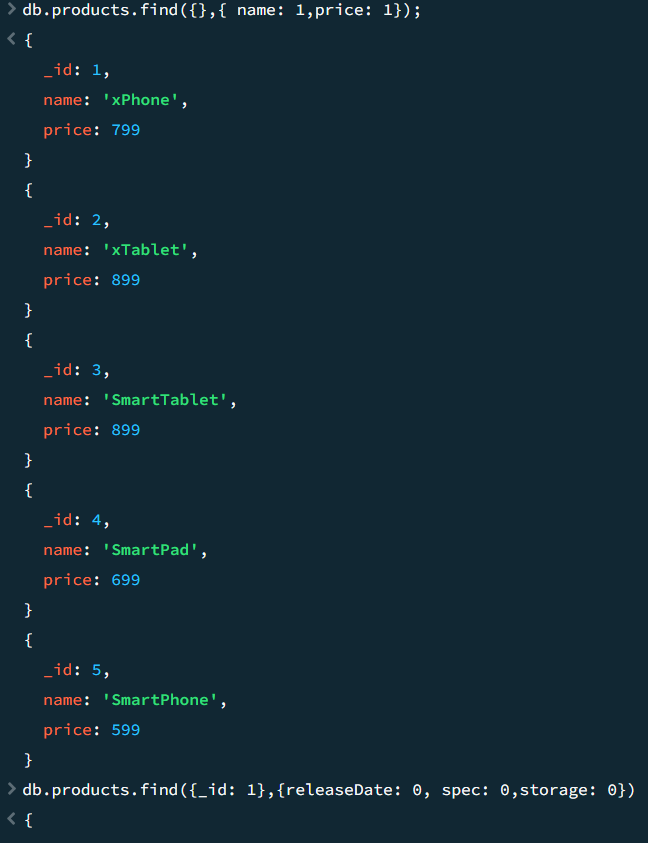 > db.products.find({},{ name: 1,price: 1});
< {
_id: 1,
name: 'xPhone',
price: 799
}
{
_id: 2,
name: 'xTablet',
price: 899
}
{
_id: 3,
name: 'SmartTablet',
price: 899
}
{
_id: 4,
name: 'SmartPad',
price: 699
}
{
_id: 5,
name: 'SmartPhone',
price: 599
}
> db.products.find({_id: 1},{releaseDate: 0, spec: 0,storage: 0})
< {